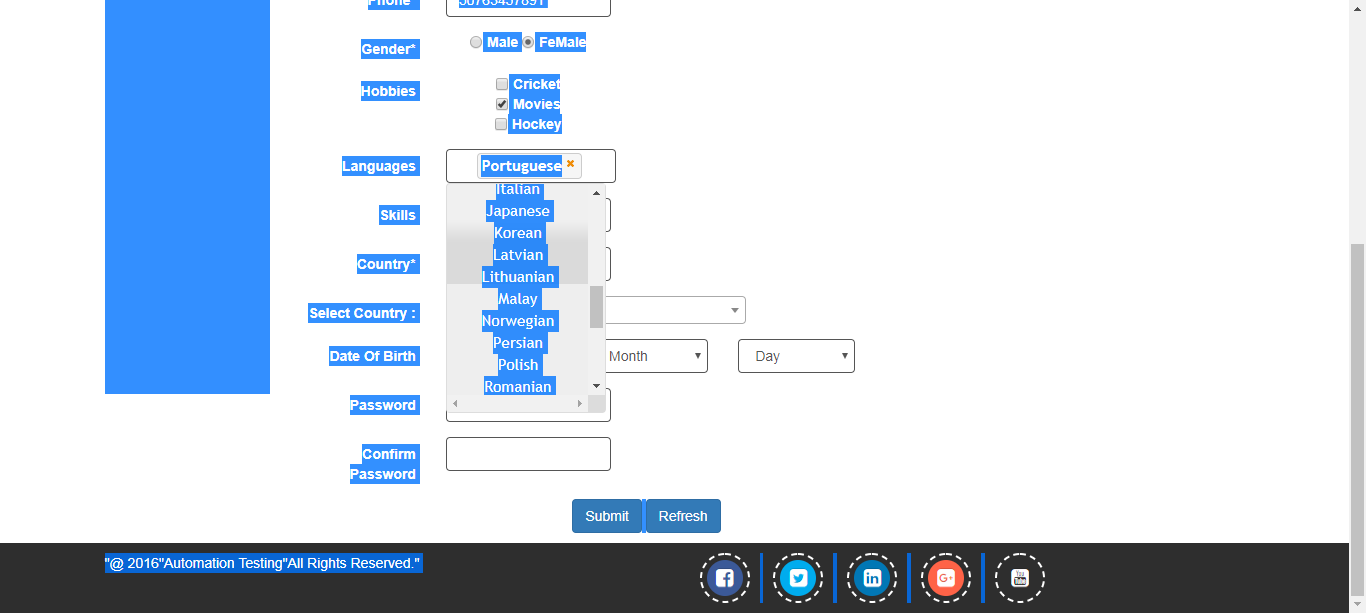 Phone* 50763457891
Gender* Male FeMale
Hobbies Cricket
Movies
Hockey
Languages Portuguese
Italian
Skills Japanese
Korean
Country* Latvian
Lithuanian
Malay
Select Country : Norwegian
Persian
Date Of Birth Polish Month Day
Romanian
Password
Confirm
Password
Submit Refresh
"@ 2016"Automation Testing"All Rights Reserved."